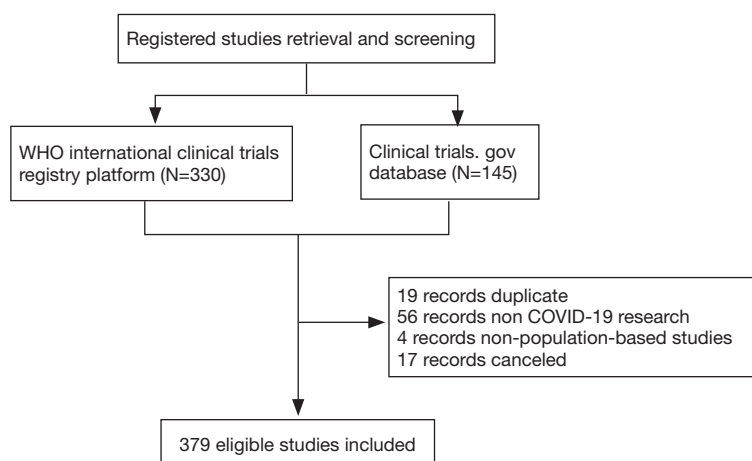 Registered studies retrieval and screening
WHO international clinical trials
registry platform (N=330)
Clinical trials. gov
database (N=145)
19 records duplicate
56 records non COVID-19 research
4 records non-population-based studies
17 records canceled
379 eligible studies included